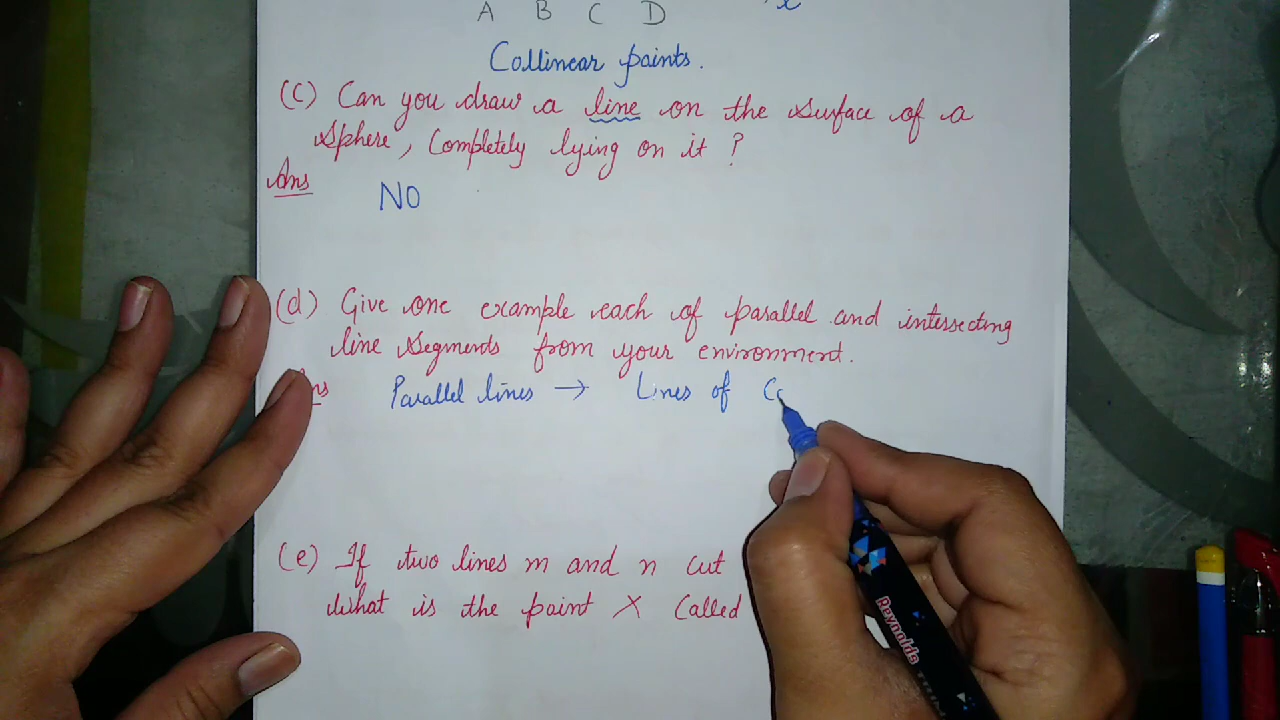 A B C D
Collinear points.
(C) Can you draw a line on the surface of a
sphere, Completely lying on it ?
Ans NO
(d) Give one example each of parallel and intersecting
line segments from your environment.
Parallel lines → Lines of
(e) If two lines m and n cut
What is the point X Called
Reynolds